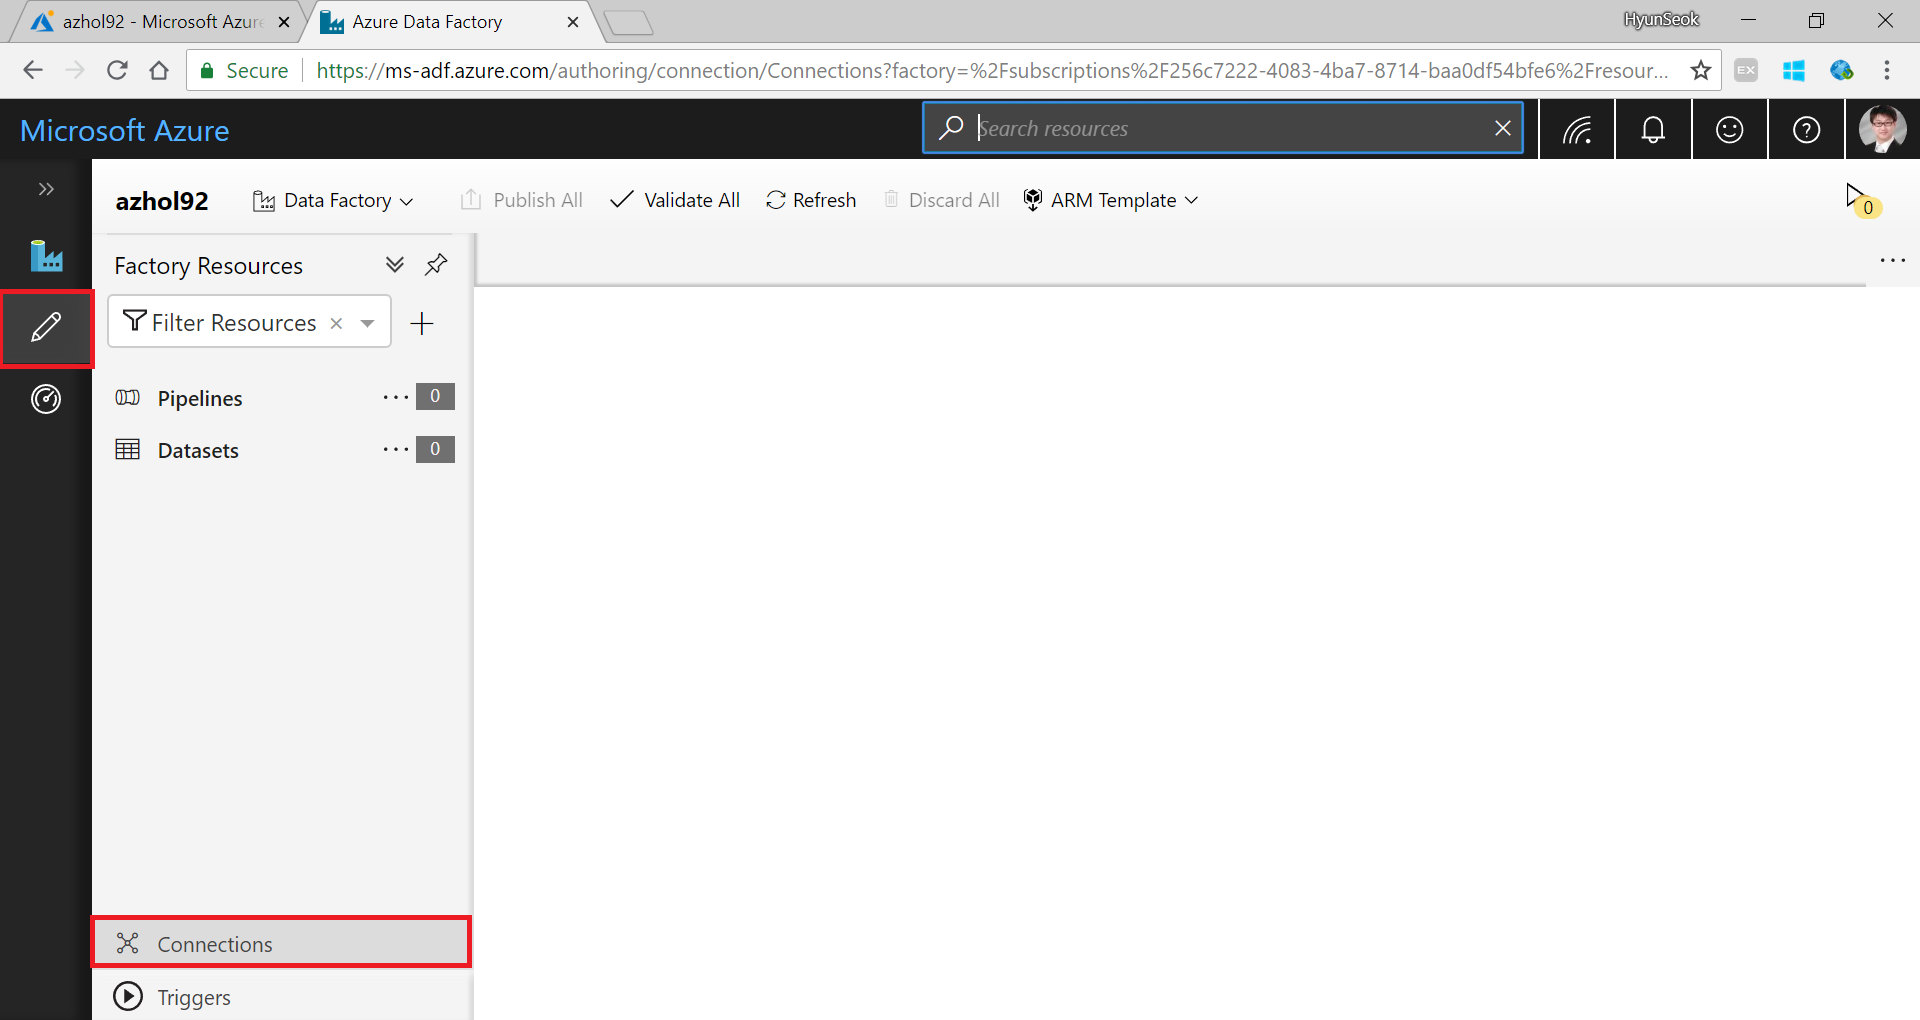 azhol92 - Microsoft Azure
Azure Data Factory
HyunSeok
Secure
https://ms-adf.azure.com/authoring/connection/Connections?factory=%2Fsubscriptions%2F256c7222-4083-4ba7-8714-baa0df54bfe6%2Fresour...
EX
Microsoft Azure
Search resources
azhol92
Data Factory
Publish All
Validate All
Refresh
Discard All
ARM Template
0
Factory Resources
Filter Resources
Pipelines
0
Datasets
0
Connections
Triggers